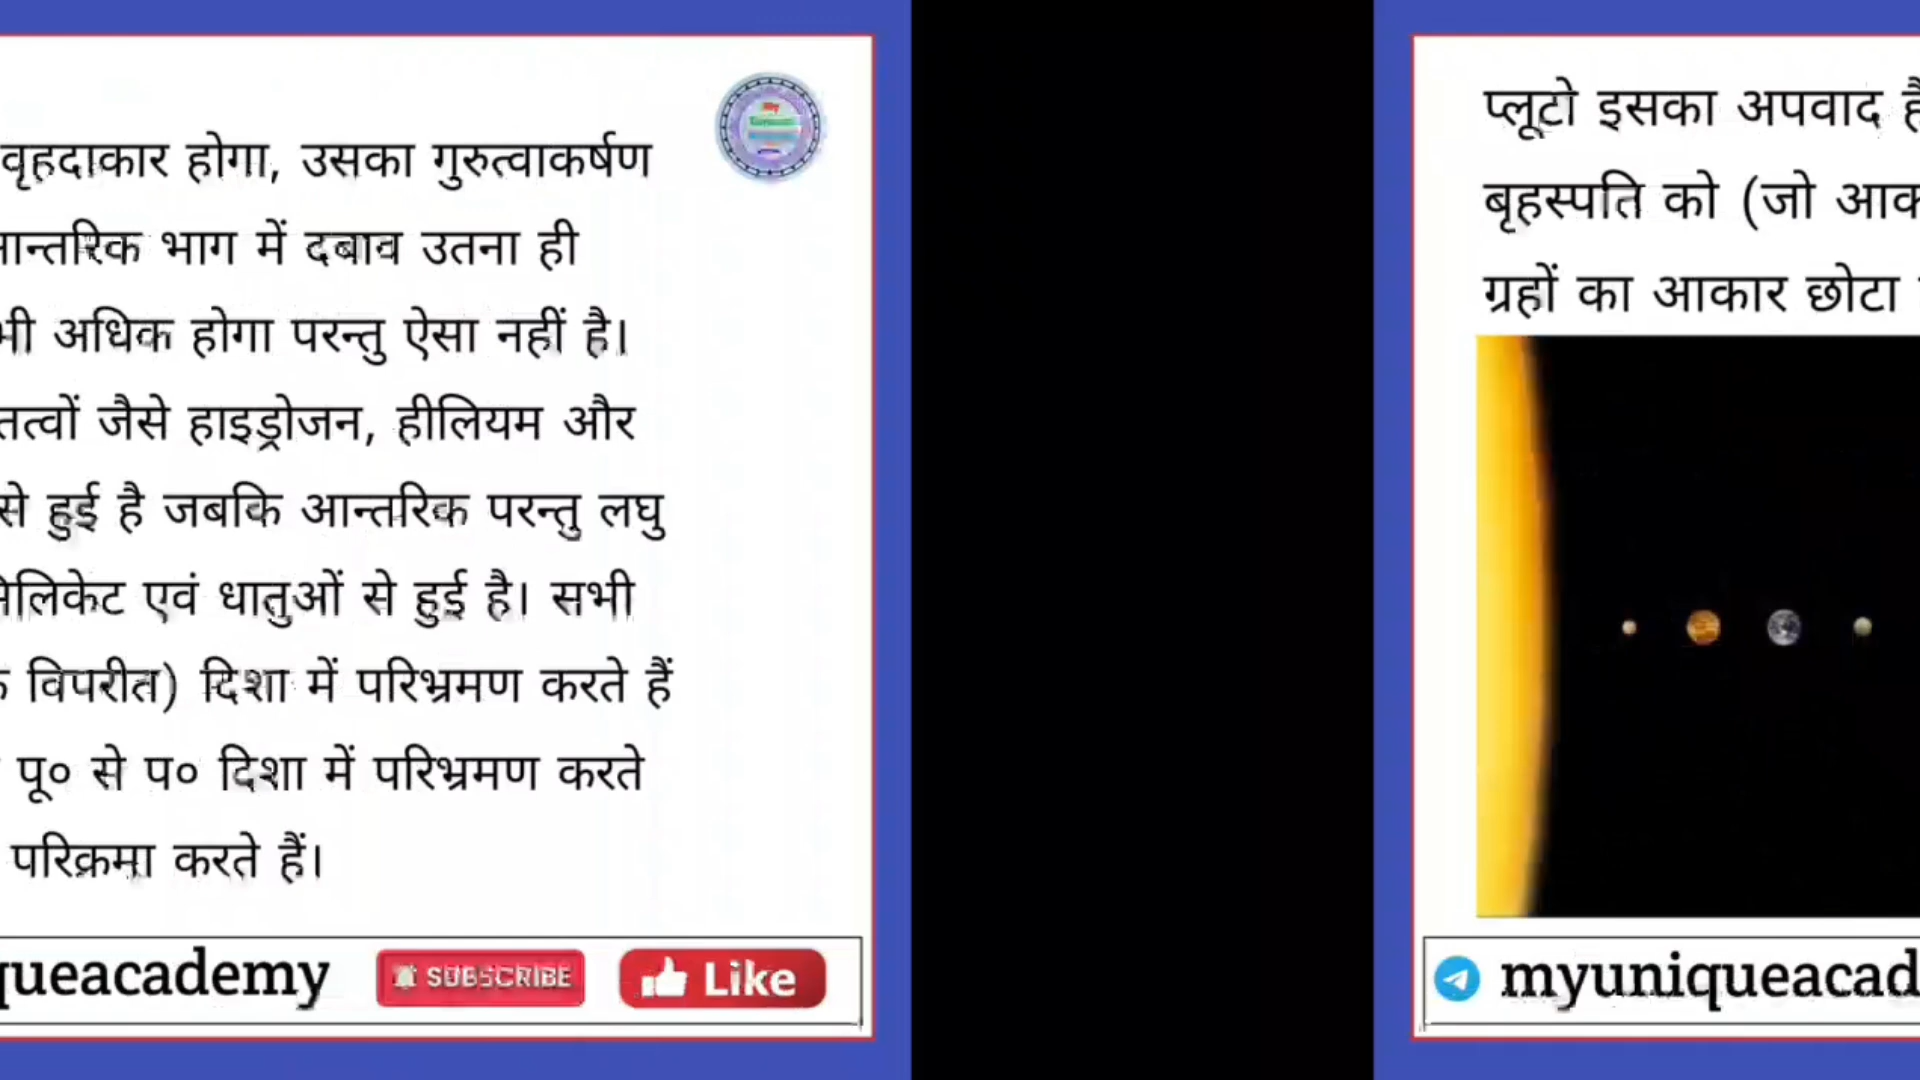 वृहदाकार होगा, उसका गुरुत्वाकर्षण
आन्तरिक भाग में दबाव उतना ही
भी अधिक होगा परन्तु ऐसा नहीं है।
तत्वों जैसे हाइड्रोजन, हीलियम और
से हुई है जबकि आन्तरिक परन्तु लघु
एवं धातुओं से हुई है। सभी
विपरीत) दिशा में परिभ्रमण करते हैं
पू० से प० दिशा में परिभ्रमण करते
परिक्रमा करते हैं।
queacademy SUBSCRIBE Like
प्लूटो इसका अपवाद है
बृहस्पति को (जो आक
ग्रहों का आकार छोटा
myuniqueacad